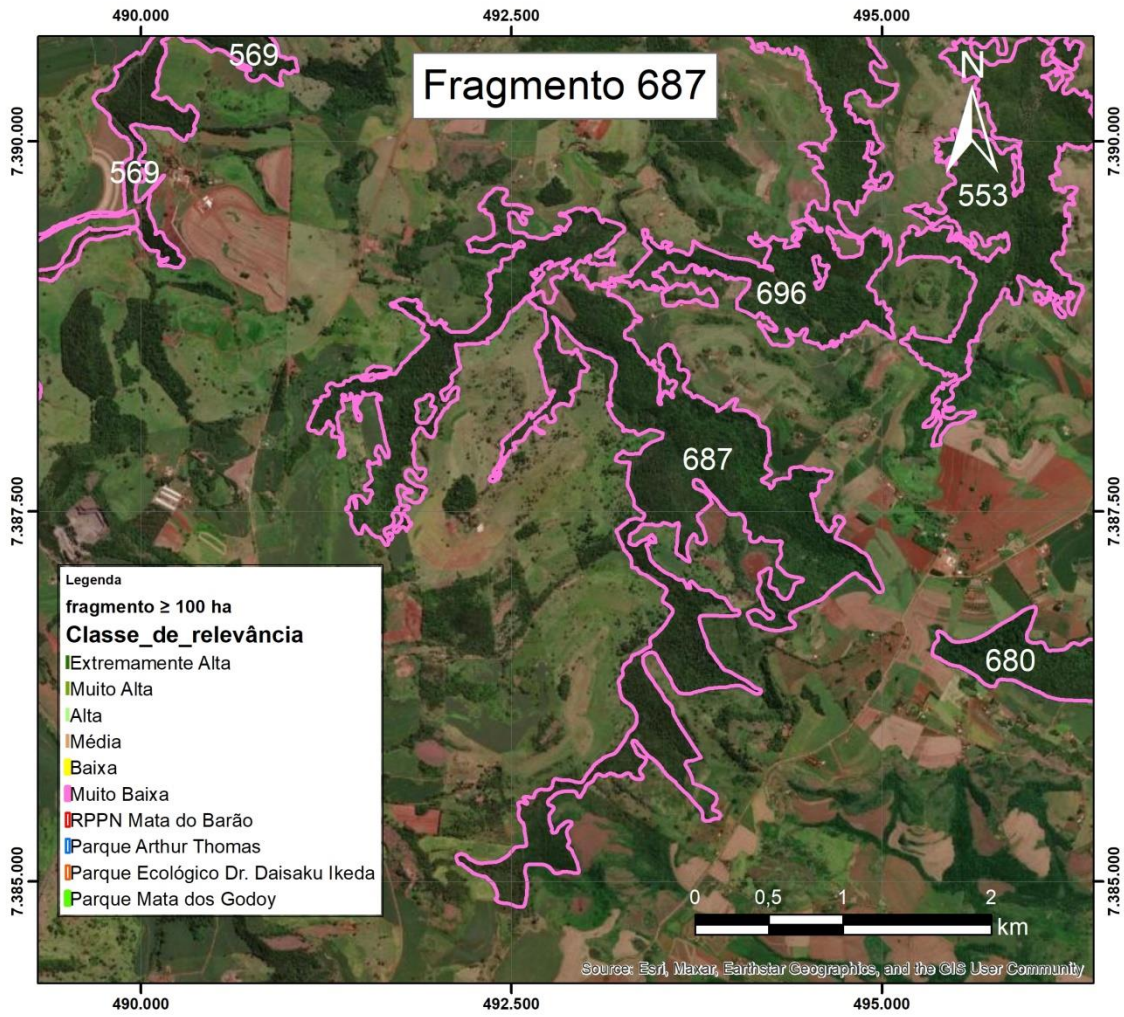 490.000
492.500
495.000
Fragmento 687
569
N
7.390.000
7.390.000
569
553
696
687
7.387.500
7.387.500
Legenda
fragmento ≥ 100 ha
Classe_de_relevância
Extremamente Alta
Muito Alta
Alta
Média
Baixa
Muito Baixa
RPPN Mata do Barão
Parque Arthur Thomas
Parque Ecológico Dr. Daisaku Ikeda
Parque Mata dos Godoy
680
7.385.000
7.385.000
0 0,5 1 2
km
Source: Esri, Maxar, Earthstar Geographics, and the GIS User Community
490.000
492.500
495.000